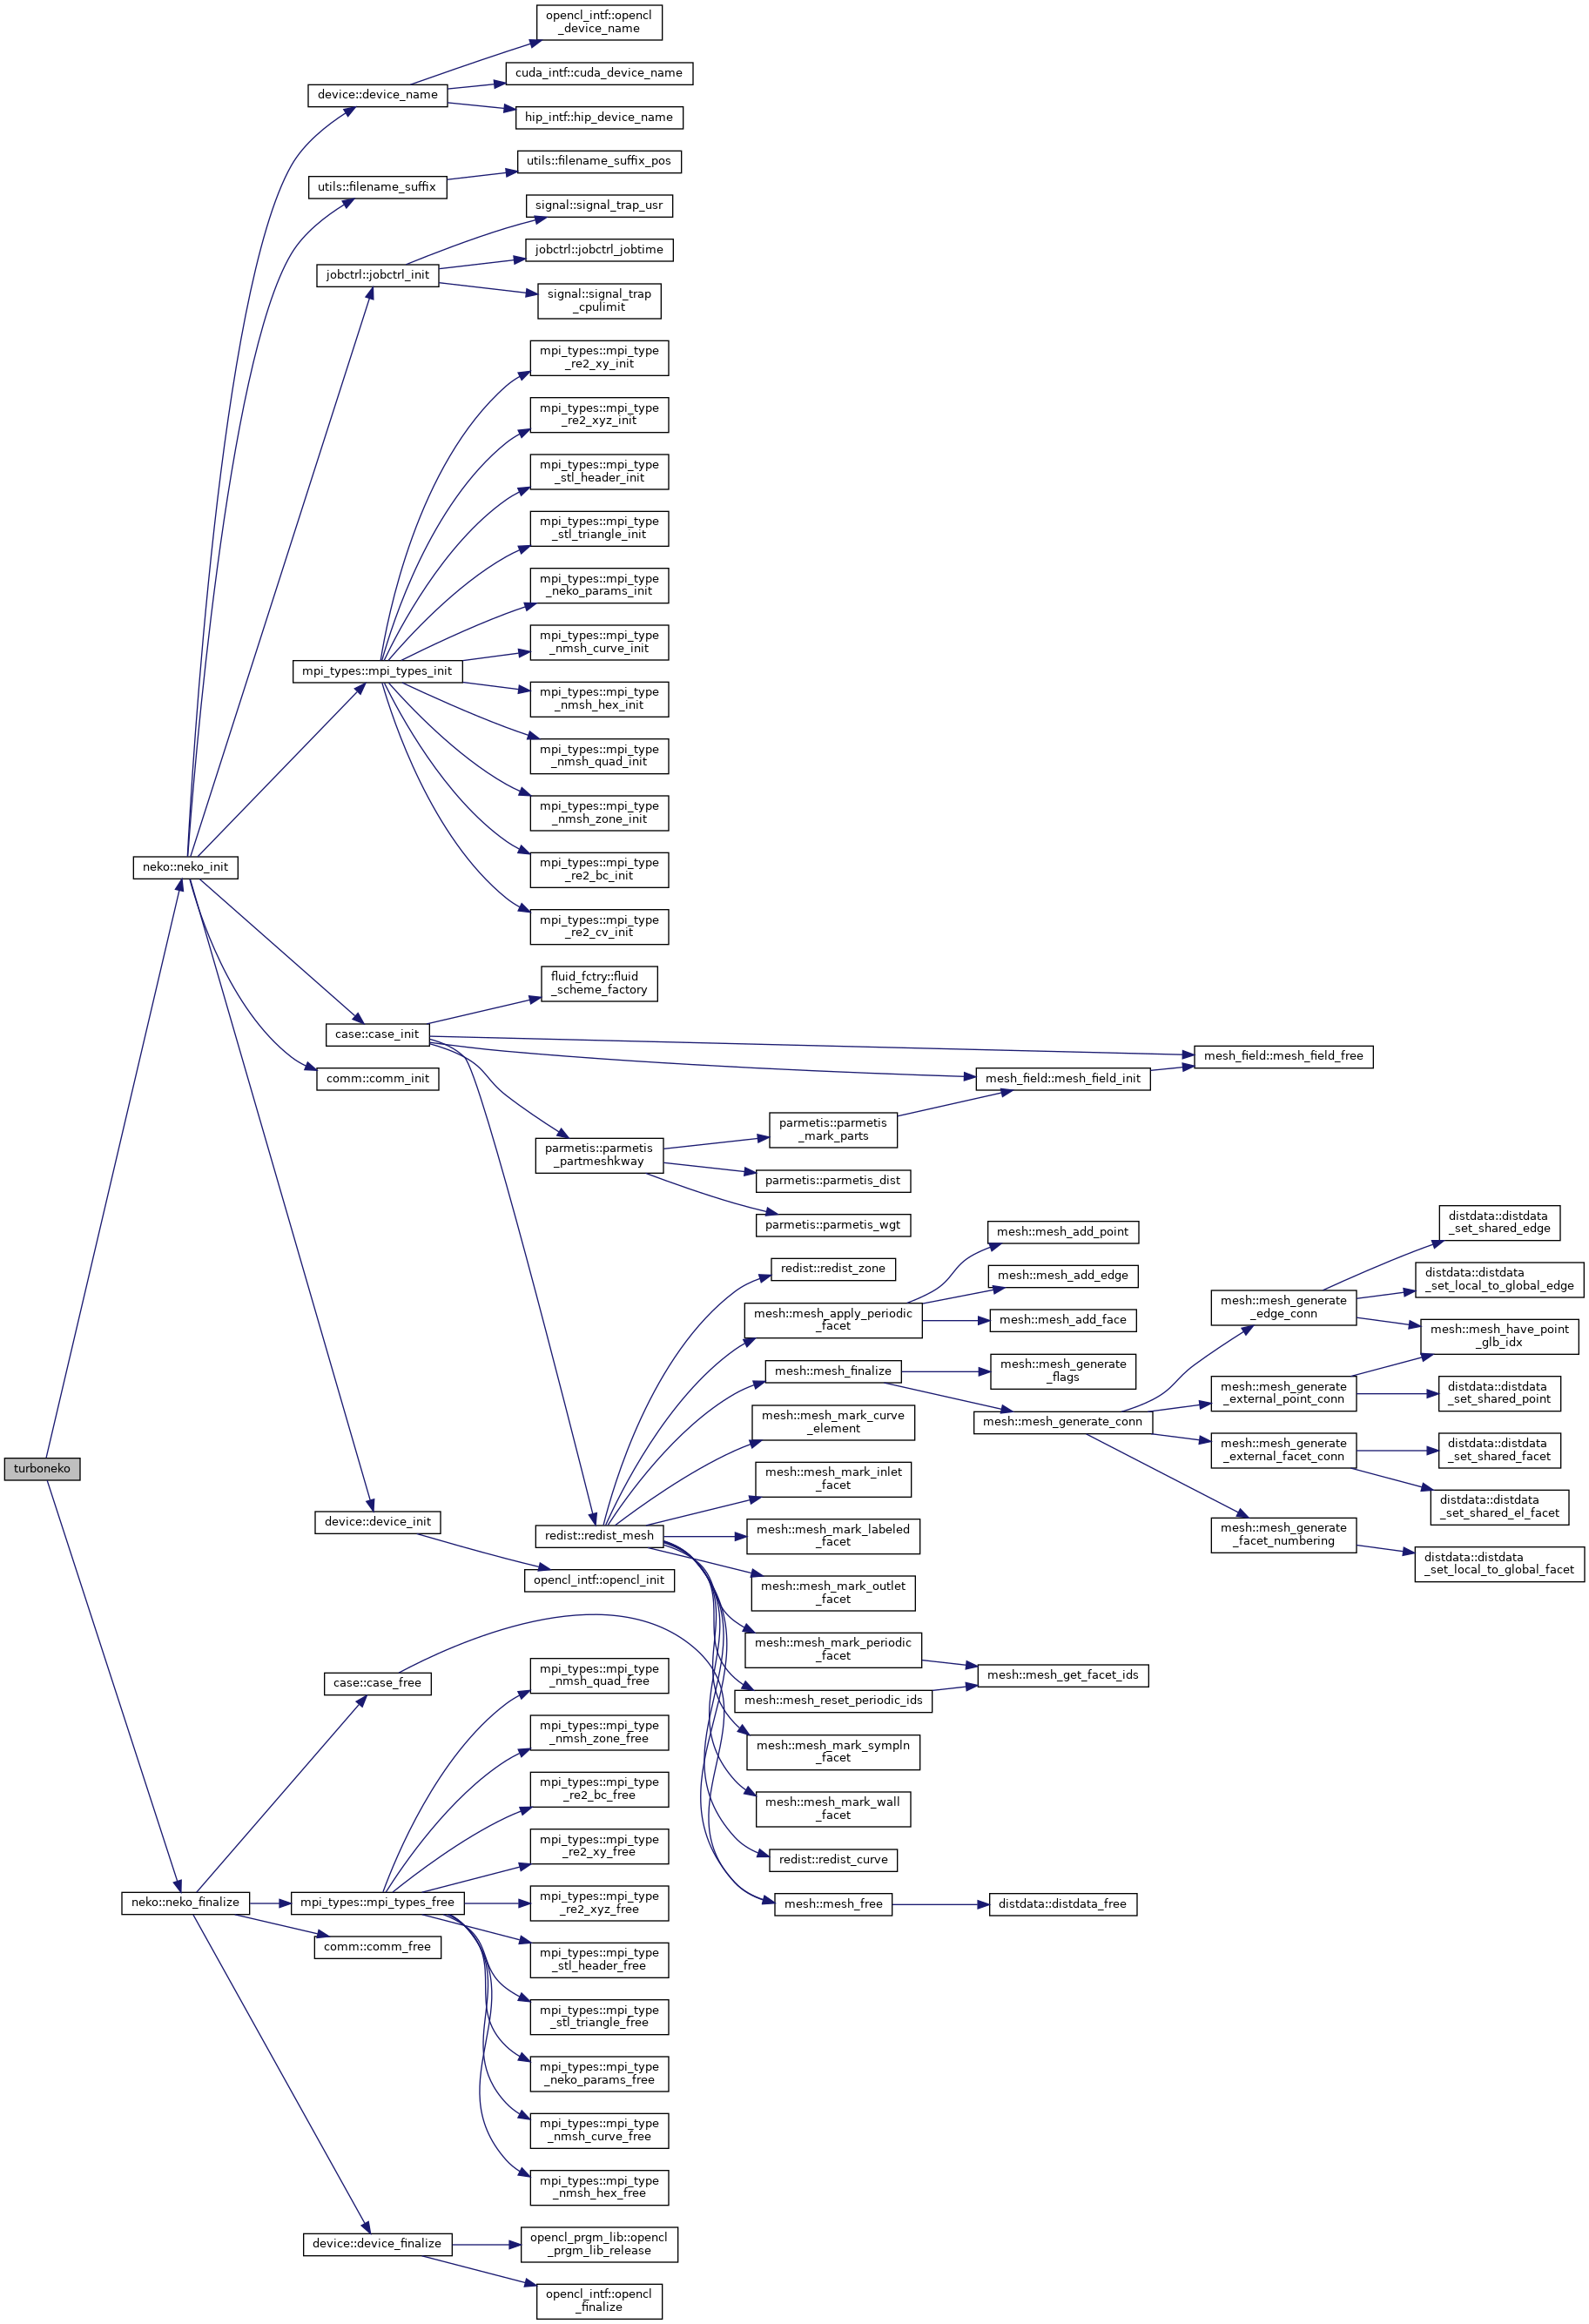 opencl_intf::opencl
_device_name
cuda_intf::cuda_device_name
device::device_name
hip_intf::hip_device_name
utils::filename_suffix_pos
utils::filename_suffix
signal::signal_trap_usr
jobctrl::jobctrl_jobtime
jobctrl::jobctrl_init
signal::signal_trap
_cpulimit
mpi_types::mpi_type
_re2_xy_init
mpi_types::mpi_type
_re2_xyz_init
mpi_types::mpi_type
_stl_header_init
mpi_types::mpi_type
_stl_triangle_init
mpi_types::mpi_type
_neko_params_init
mpi_types::mpi_type
_nmsh_curve_init
mpi_types::mpi_types_init
mpi_types::mpi_type
_nmsh_hex_init
mpi_types::mpi_type
_nmsh_quad_init
mpi_types::mpi_type
_nmsh_zone_init
mpi_types::mpi_type
_re2_bc_init
neko::neko_init
mpi_types::mpi_type
_re2_cv_init
fluid_fctry::fluid
_scheme_factory
case::case_init
mesh_field::mesh_field_free
comm::comm_init
mesh_field::mesh_field_init
parmetis::parmetis
_mark_parts
parmetis::parmetis
_partmeshkway
parmetis::parmetis_dist
parmetis::parmetis_wgt
distdata::distdata
_set_shared_edge
mesh::mesh_add_point
redist::redist_zone
mesh::mesh_add_edge
distdata::distdata
_set_local_to_global_edge
mesh::mesh_generate
_edge_conn
mesh::mesh_apply_periodic
_facet
mesh::mesh_add_face
mesh::mesh_have_point
_glb_idx
mesh::mesh_finalize
mesh::mesh_generate
_flags
mesh::mesh_generate
_external_point_conn
distdata::distdata
_set_shared_point
mesh::mesh_mark_curve
_element
mesh::mesh_generate_conn
mesh::mesh_generate
_external_facet_conn
distdata::distdata
_set_shared_facet
turboneko
mesh::mesh_mark_inlet
_facet
distdata::distdata
_set_shared_el_facet
device::device_init
redist::redist_mesh
mesh::mesh_mark_labeled
_facet
mesh::mesh_generate
_facet_numbering
distdata::distdata
_set_local_to_global_facet
opencl_intf::opencl_init
mesh::mesh_mark_outlet
_facet
mesh::mesh_mark_periodic
_facet
mesh::mesh_get_facet_ids
case::case_free
mpi_types::mpi_type
_nmsh_quad_free
mesh::mesh_reset_periodic_ids
mpi_types::mpi_type
_nmsh_zone_free
mesh::mesh_mark_sympln
_facet
mpi_types::mpi_type
_re2_bc_free
mesh::mesh_mark_wall
_facet
mpi_types::mpi_type
_re2_xy_free
redist::redist_curve
neko::neko_finalize
mpi_types::mpi_types_free
mpi_types::mpi_type
_re2_xyz_free
mesh::mesh_free
distdata::distdata_free
comm::comm_free
mpi_types::mpi_type
_stl_header_free
mpi_types::mpi_type
_stl_triangle_free
mpi_types::mpi_type
_neko_params_free
mpi_types::mpi_type
_nmsh_curve_free
mpi_types::mpi_type
_nmsh_hex_free
device::device_finalize
opencl_prgm_lib::opencl
_prgm_lib_release
opencl_intf::opencl
_finalize